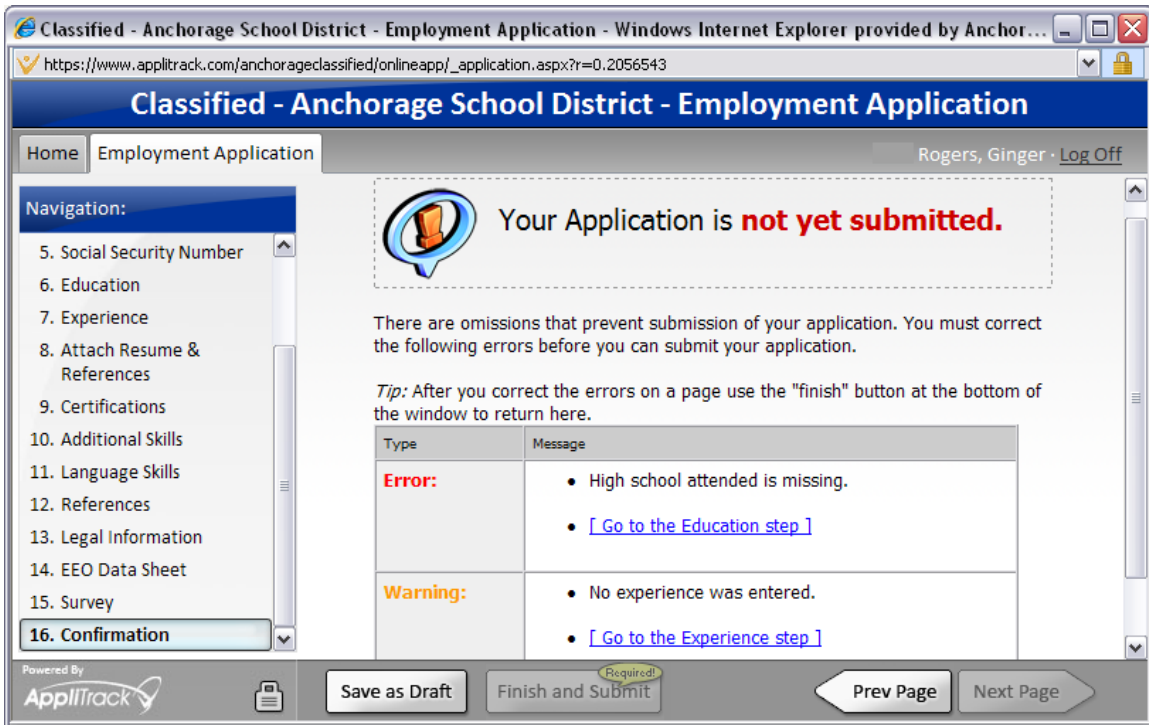 Classified - Anchorage School District - Employment Application - Windows Internet Explorer provided by Anchor...
https://www.applitrack.com/anchorageclassified/onlineapp/_application.aspx?r=0.2056543
Classified - Anchorage School District - Employment Application
Home Employment Application
Rogers, Ginger · Log Off
Navigation:
5. Social Security Number
6. Education
7. Experience
8. Attach Resume &
References
9. Certifications
10. Additional Skills
11. Language Skills
12. References
13. Legal Information
14. EEO Data Sheet
15. Survey
16. Confirmation
Your Application is not yet submitted.
There are omissions that prevent submission of your application. You must correct
the following errors before you can submit your application.
Tip: After you correct the errors on a page use the "finish" button at the bottom of
the window to return here.
Type Message
Error: • High school attended is missing.
• [ Go to the Education step ]
Warning: • No experience was entered.
• [ Go to the Experience step ]
Powered By
AppliTrack
Save as Draft
Finish and Submit
Required!
Prev Page
Next Page